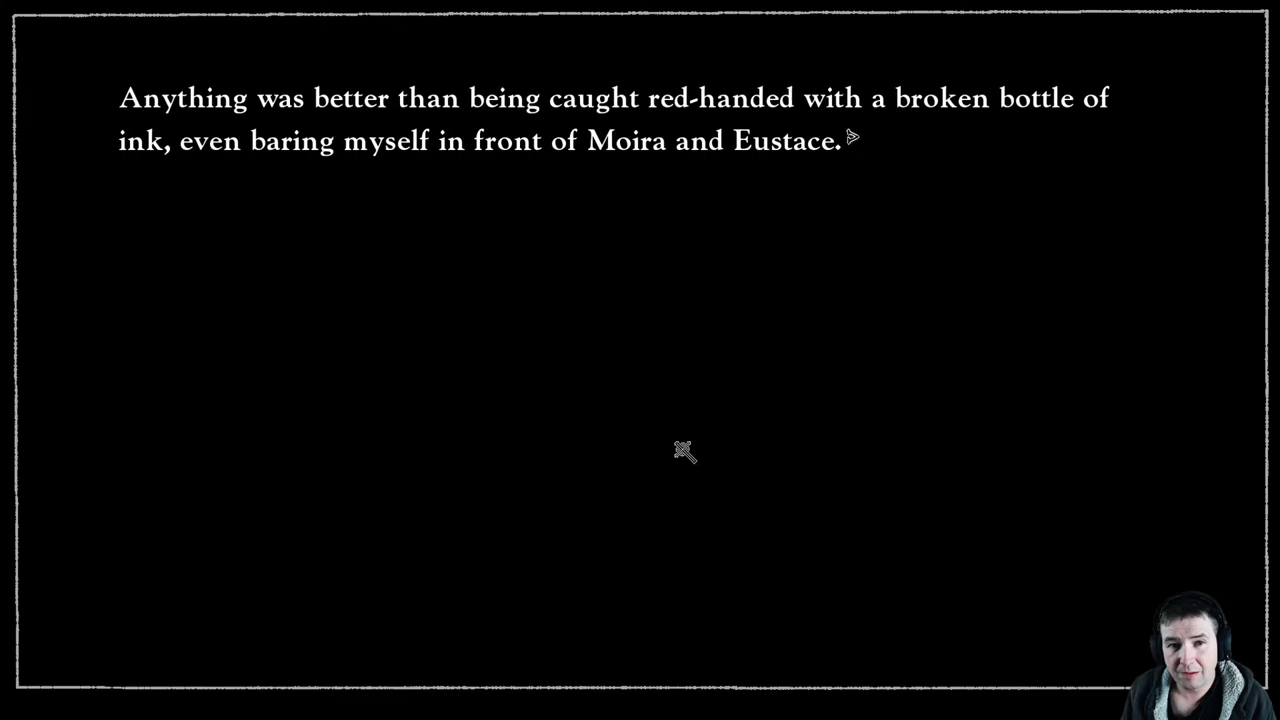 Anything was better than being caught red-handed with a broken bottle of
ink, even baring myself in front of Moira and Eustace.